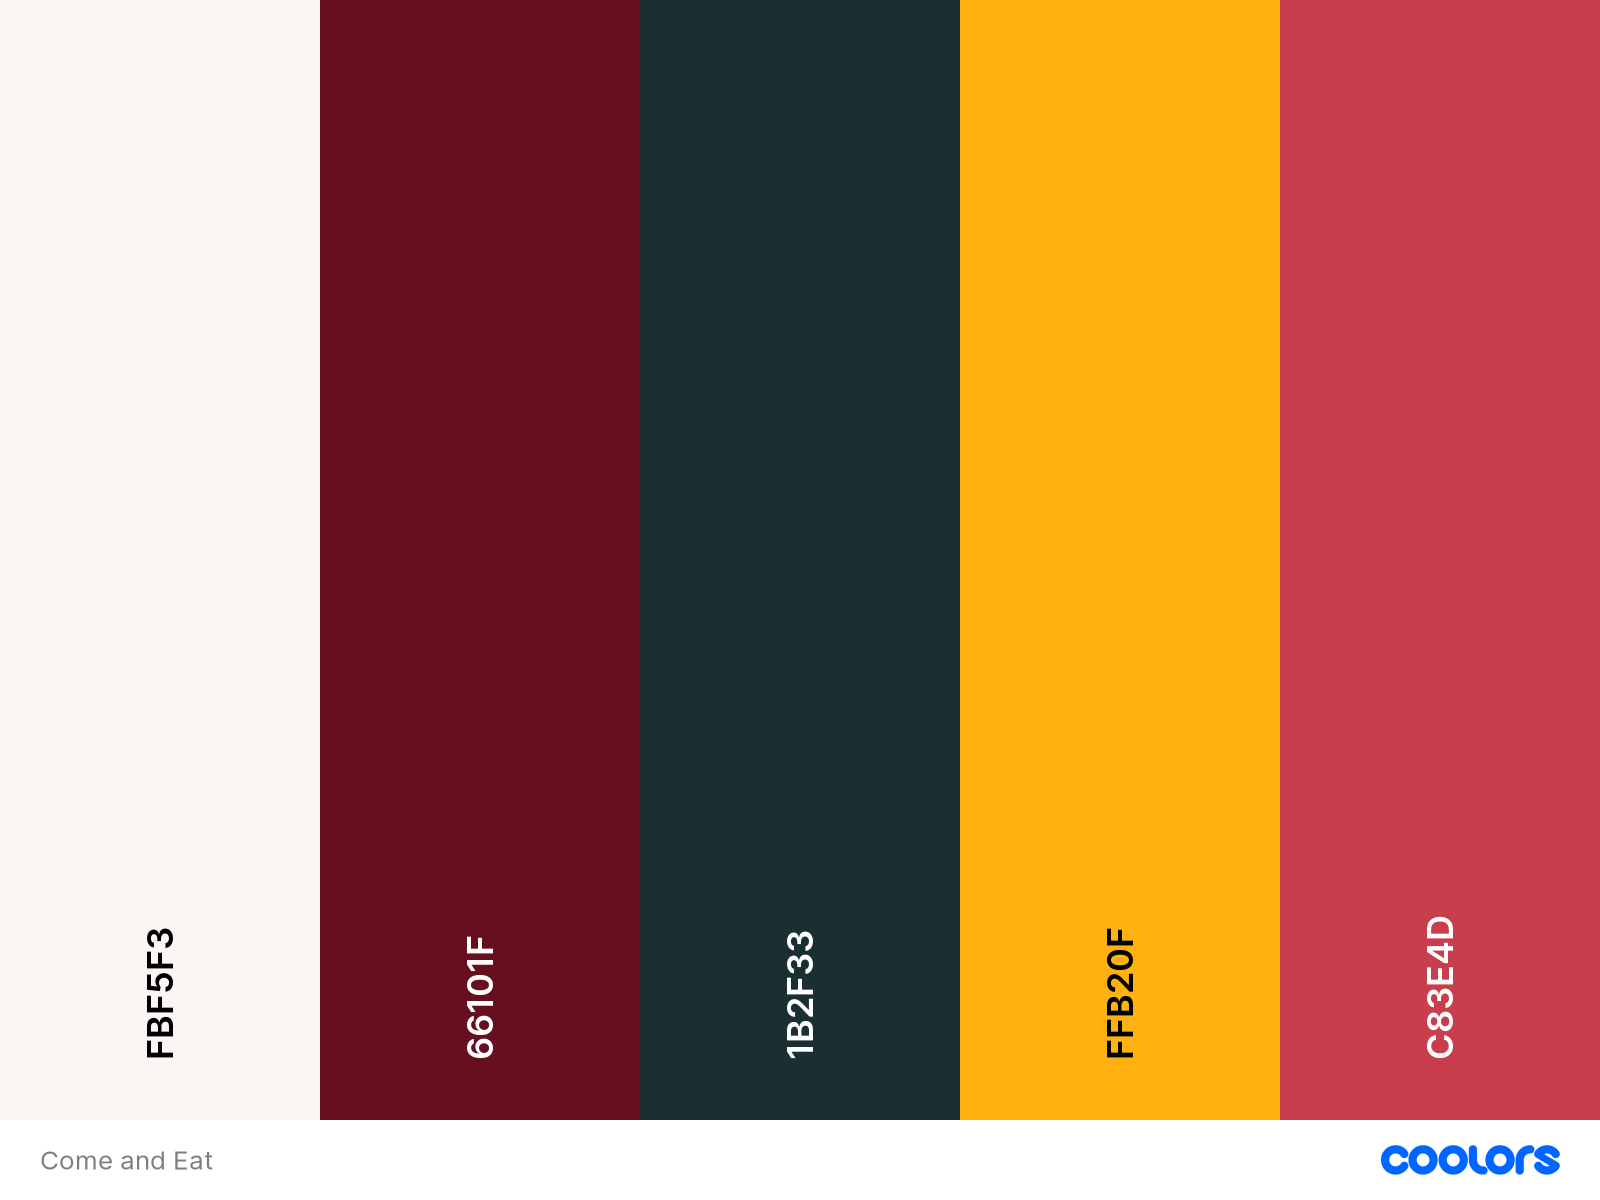 FBF5F3
66101F
1B2F33
FFB20F
C83E4D
Come and Eat
coolors